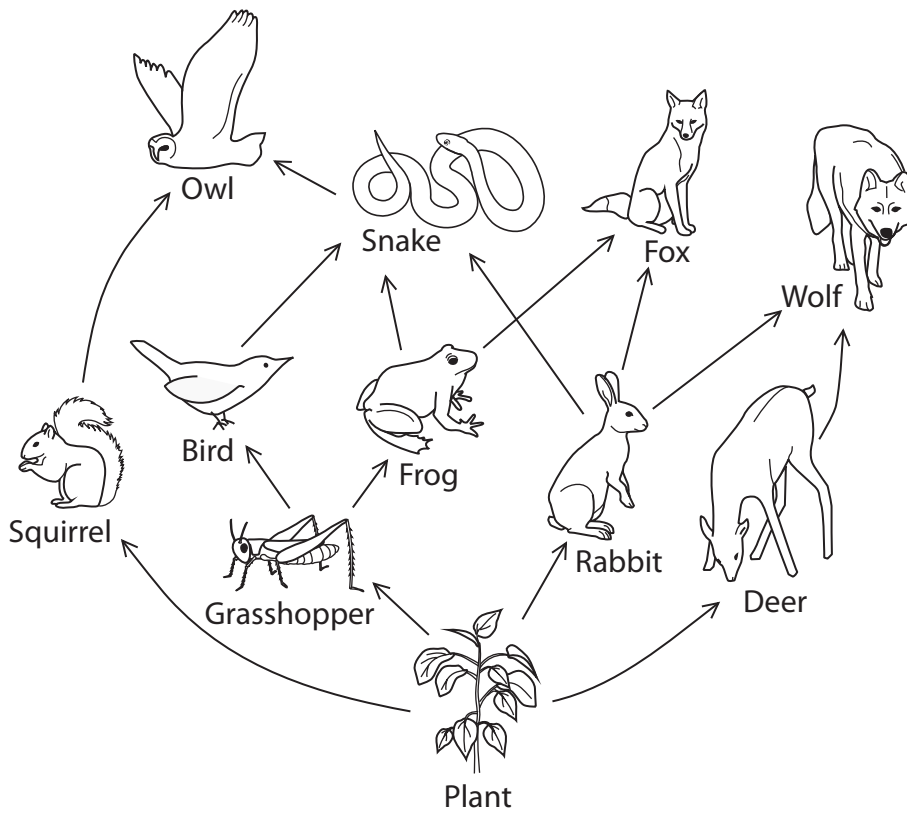 Owl
Snake
Fox
Wolf
Bird
Frog
Squirrel
Rabbit
Grasshopper
Deer
Plant